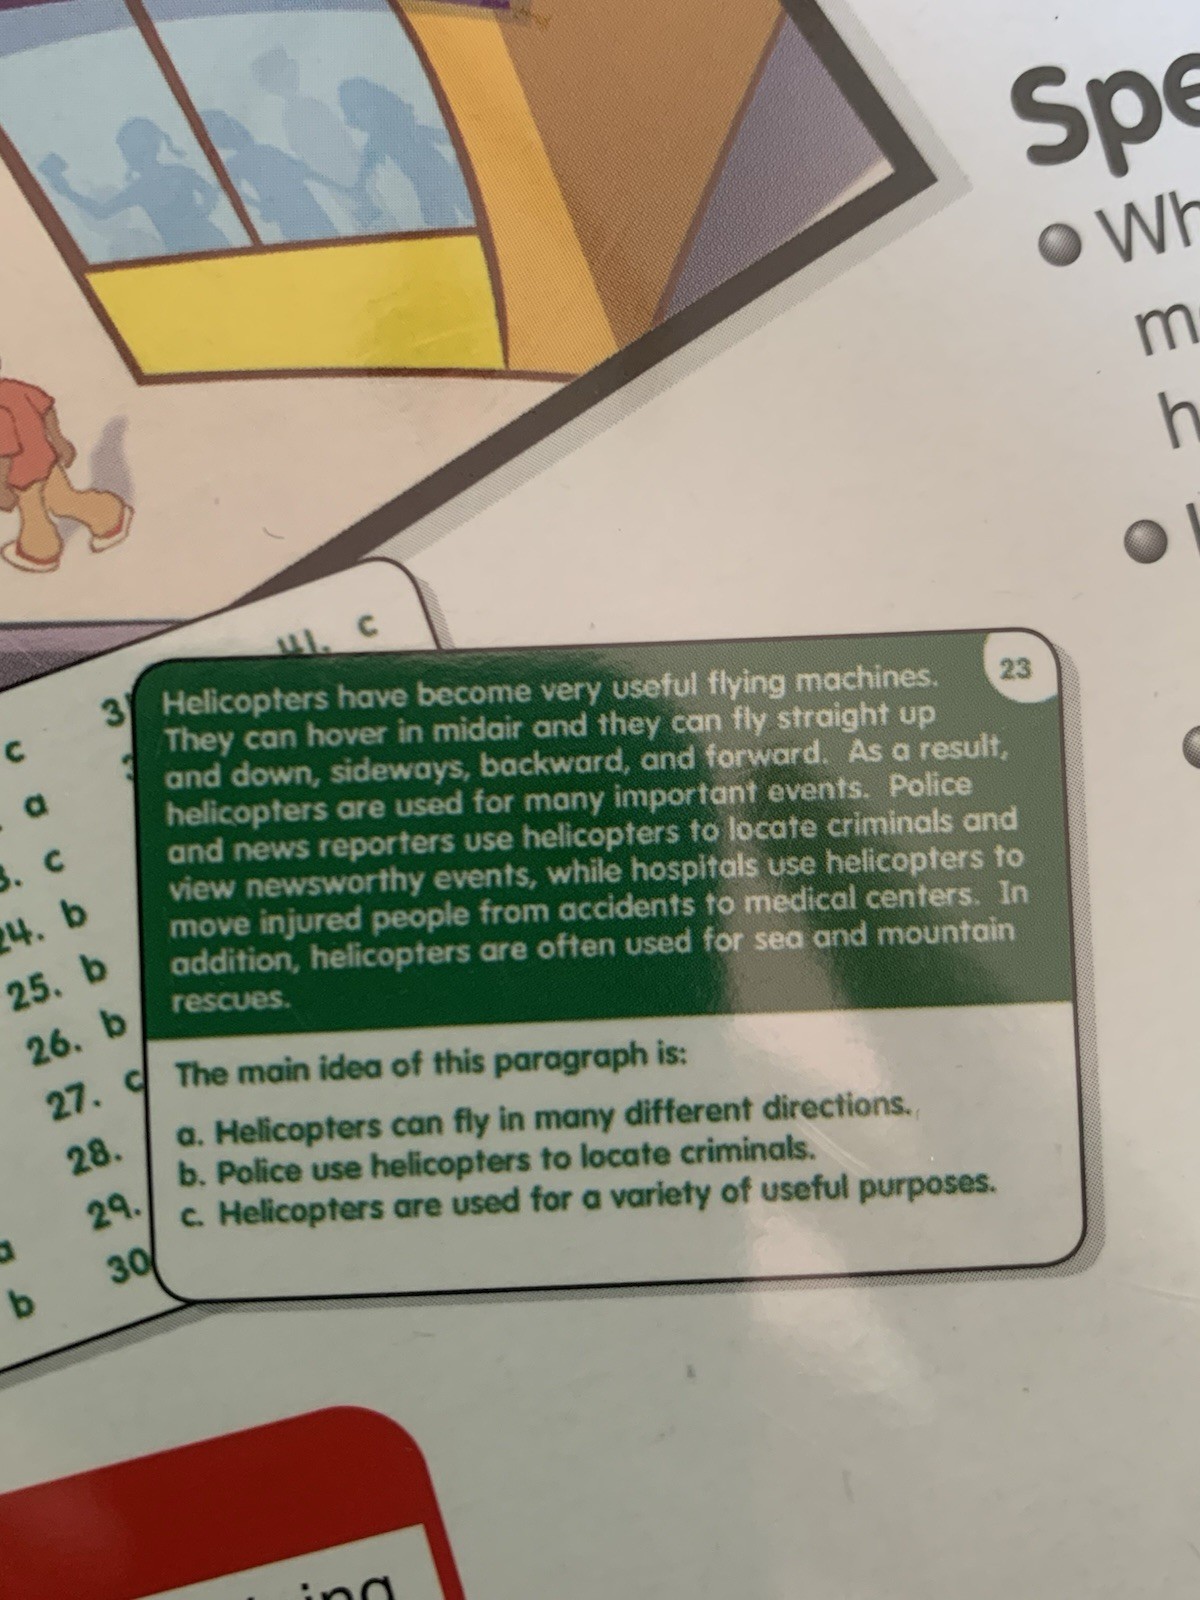 Spe
Wh
m
h
41. c
3
c
a
3. c
24. b
25. b
26. b
27. c
28.
29.
a
30
b
23
Helicopters have become very useful flying machines.
They can hover in midair and they can fly straight up
and down, sideways, backward, and forward. As a result,
helicopters are used for many important events. Police
and news reporters use helicopters to locate criminals and
view newsworthy events, while hospitals use helicopters to
move injured people from accidents to medical centers. In
addition, helicopters are often used for sea and mountain
rescues.
The main idea of this paragraph is:
a. Helicopters can fly in many different directions.
b. Police use helicopters to locate criminals.
c. Helicopters are used for a variety of useful purposes.